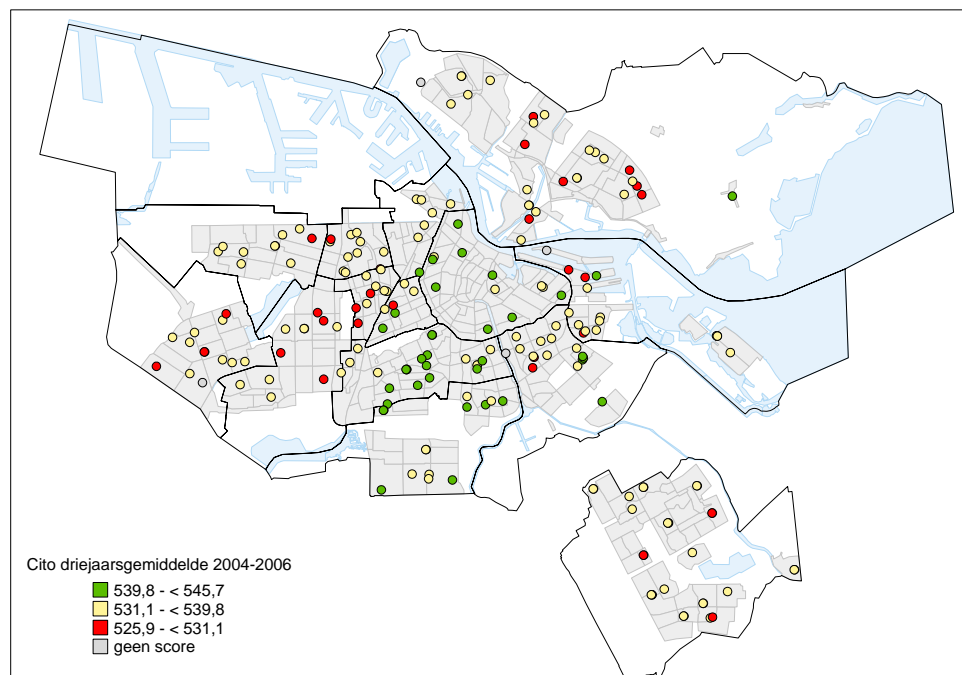 Cito driejaarsgemiddelde 2004-2006
539,8 - < 545,7
531,1 - < 539,8
525,9 - < 531,1
geen score